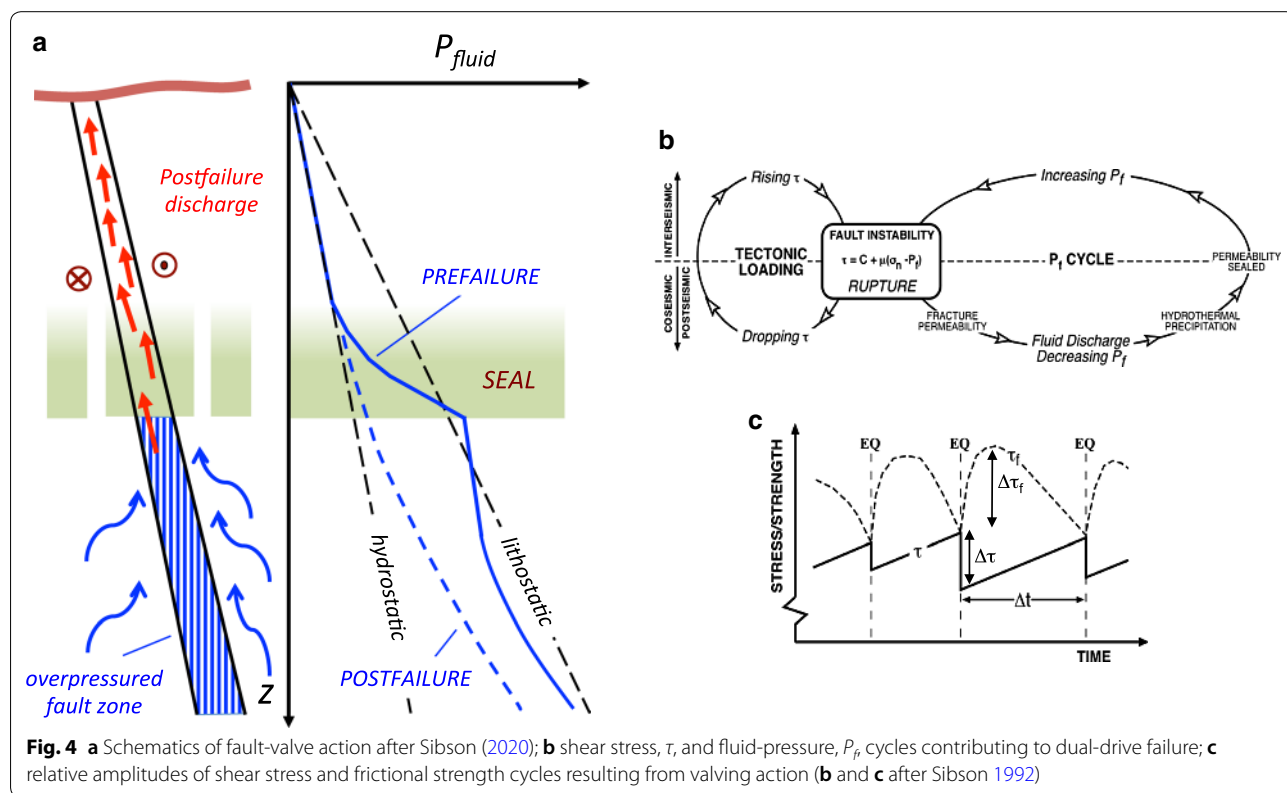 a
P fluid
Postfailure
discharge
PREFAILURE
SEAL
hydrostatic
lithostatic
overpressured
fault zone
Z
POSTFAILURE
b
INTERSEISMIC
COSEISMIC
POSTSEISMIC
Rising τ
TECTONIC
LOADING
Dropping τ
FAULT INSTABILITY
τ = C + μ(σn -Pf)
RUPTURE
Increasing Pf
Pf CYCLE
PERMEABILITY
SEALED
FRACTURE
PERMEABILITY
HYDROTHERMAL
PRECIPITATION
Fluid Discharge
Decreasing Pf
c
STRESS/STRENGTH
EQ
EQ
EQ
τf
Δτf
τ
Δτ
Δt
TIME
Fig. 4 a Schematics of fault-valve action after Sibson (2020); b shear stress, τ, and fluid-pressure, Pf, cycles contributing to dual-drive failure; c
relative amplitudes of shear stress and frictional strength cycles resulting from valving action (b and c after Sibson 1992)